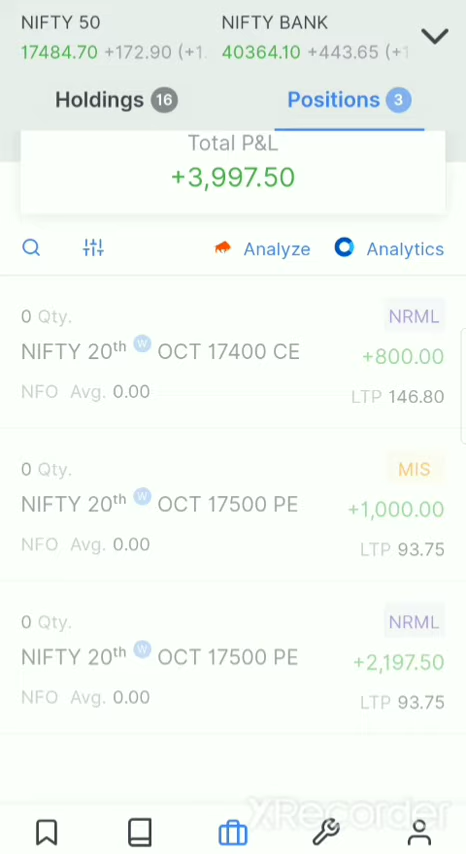 NIFTY 50 NIFTY BANK
17484.70 +172.90 (+1. 40364.10 +443.65 (+1
Holdings 16 Positions 3
Total P&L
+3,997.50
Analyze Analytics
0 Qty. NRML
NIFTY 20th W OCT 17400 CE +800.00
NFO Avg. 0.00 LTP 146.80
0 Qty. MIS
NIFTY 20th W OCT 17500 PE +1,000.00
NFO Avg. 0.00 LTP 93.75
0 Qty. NRML
NIFTY 20th W OCT 17500 PE +2,197.50
NFO Avg. 0.00 LTP 93.75
XRecorder